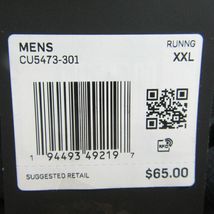 MENS
RUNNG
CU5473-301
XXL
1 94493 49219 7
SUGGESTED RETAIL
$65.00